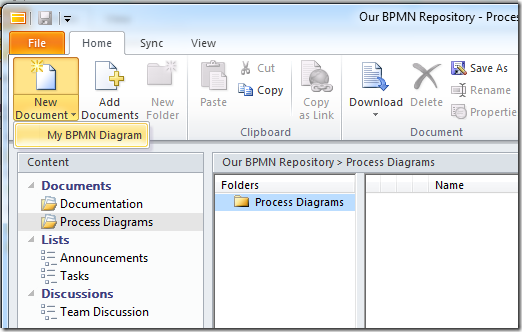 Our BPMN Repository - Proces
File Home Sync View
New Document
Add Documents
New Folder
Paste
Cut
Copy
Copy as Link
Clipboard
Download
Delete
Save As
Rename
Propertie
Document
My BPMN Diagram
Content
Documents
Documentation
Process Diagrams
Lists
Announcements
Tasks
Discussions
Team Discussion
Our BPMN Repository > Process Diagrams
Folders
Process Diagrams
Name